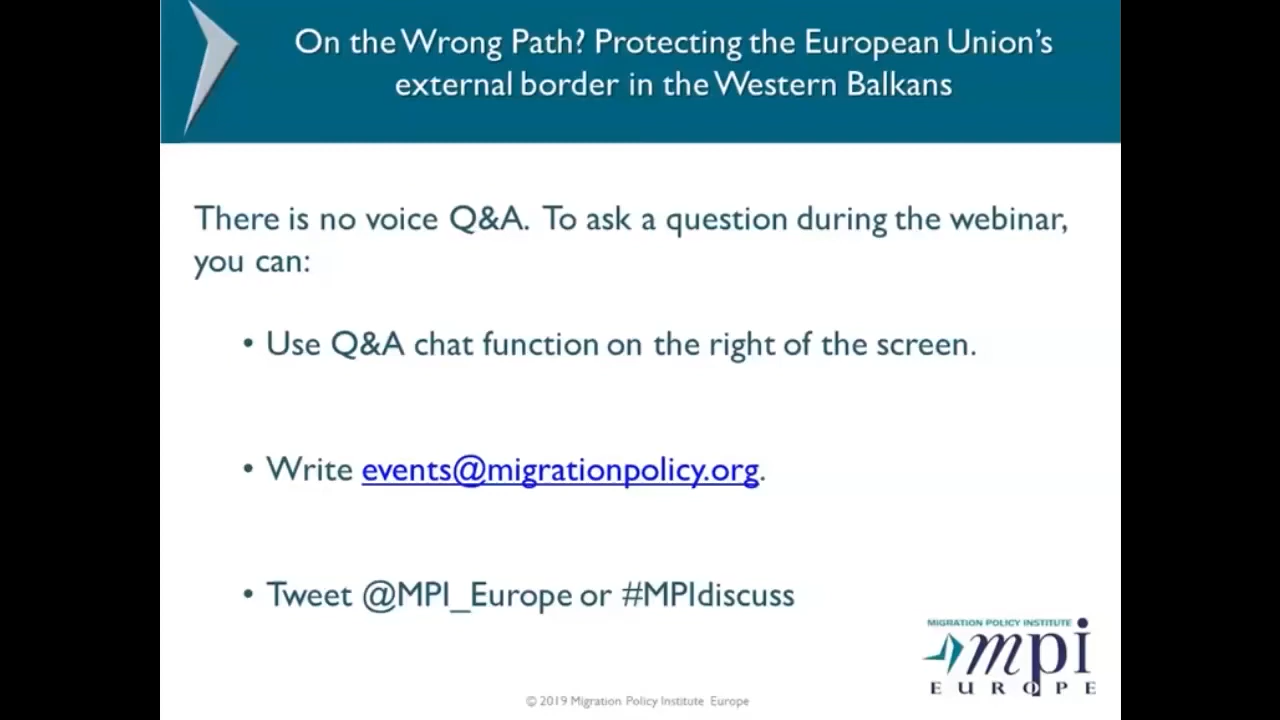 On the Wrong Path? Protecting the European Union's
external border in the Western Balkans
There is no voice Q&A. To ask a question during the webinar,
you can:
• Use Q&A chat function on the right of the screen.
• Write events@migrationpolicy.org.
• Tweet @MPI_Europe or #MPIdiscuss
MIGRATION POLICY INSTITUTE
mpi
EUROPE
© 2019 Migration Policy Institute Europe